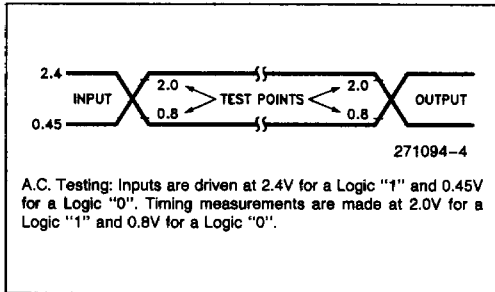 2.4
2.0 2.0
INPUT TEST POINTS OUTPUT
0.8 0.8
0.45
271094-4
A.C. Testing: Inputs are driven at 2.4V for a Logic "1" and 0.45V
for a Logic "0". Timing measurements are made at 2.0V for a
Logic "1" and 0.8V for a Logic "0".